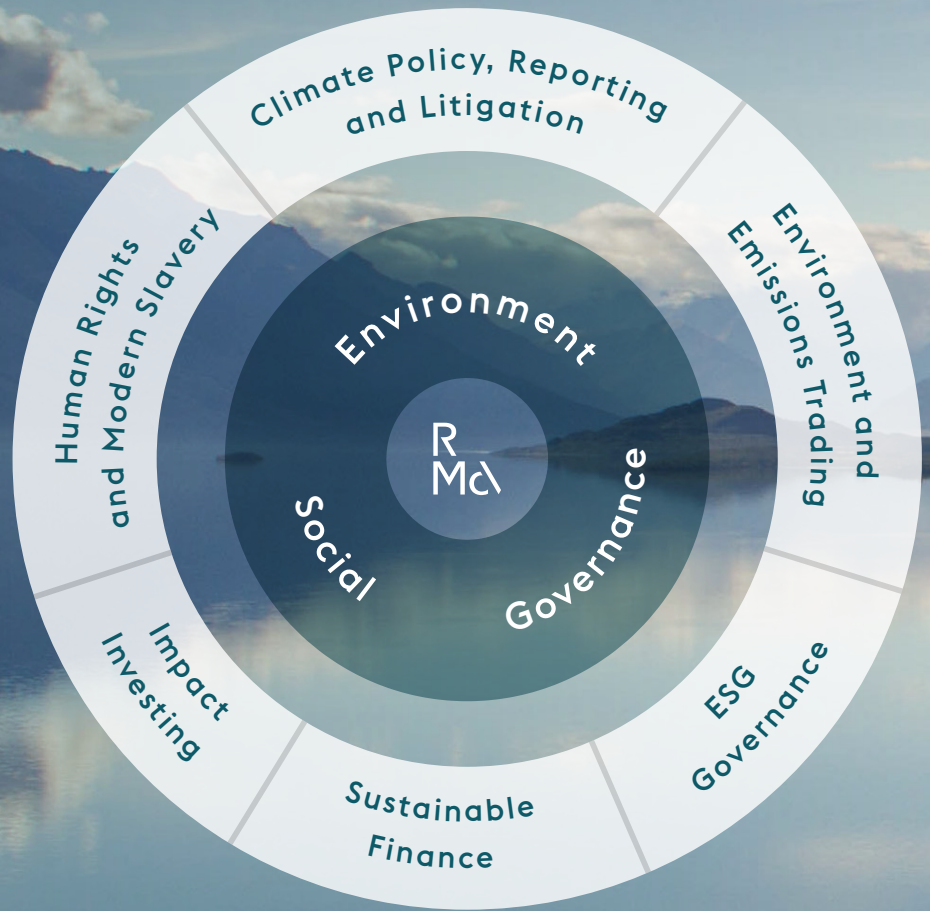 Climate Policy, Reporting
and Litigation
Environment and
Emissions Trading
ESG
Governance
Sustainable
Finance
Impact
Investing
Human Rights
and Modern Slavery
Environment
Governance
Social
R
Mc